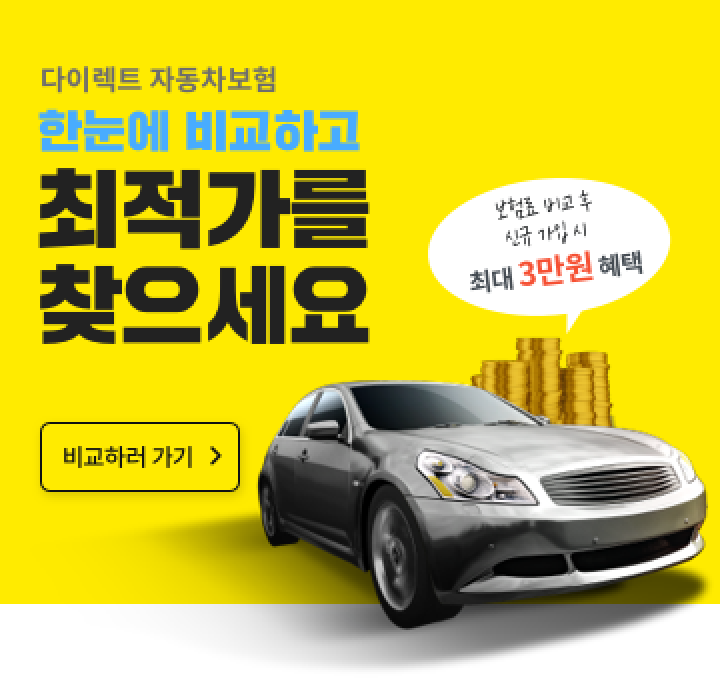 다이렉트 자동차보험
한눈에 비교하고
최적가를
찾으세요
보험료 비교 후
신규 가입 시
최대 3만원 혜택
비교하러 가기